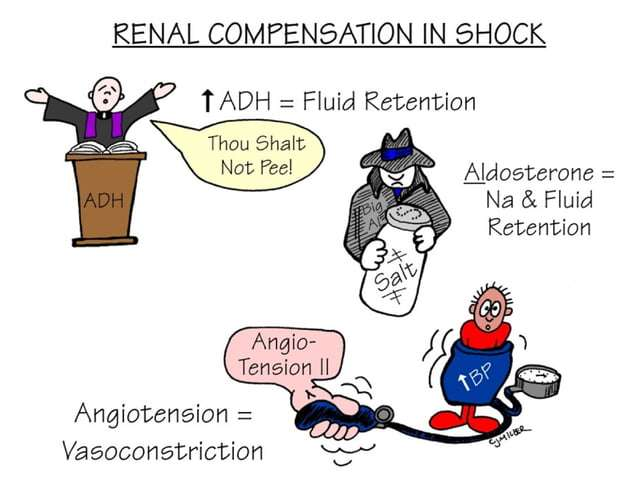 RENAL COMPENSATION IN SHOCK
↑ ADH = Fluid Retention
Thou Shalt
Not Pee!
ADH
Aldosterone =
Na & Fluid
Retention
Big
Al
Salt
Angio-
Tension II
↑BP
Angiotension =
Vasoconstriction
CJMILLER